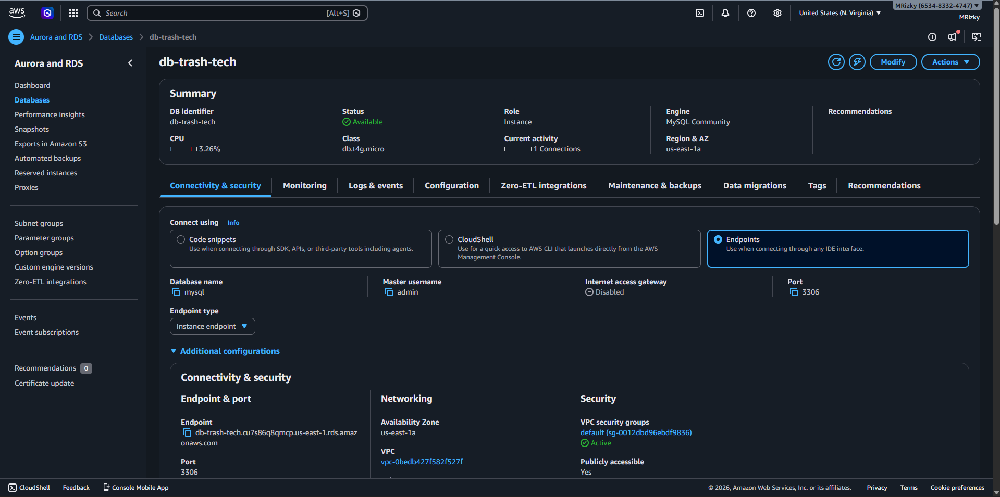 aws
Search
[Alt+S]
United States (N. Virginia)
MRizky (6534-8332-4747)
MRizky
Aurora and RDS
Databases
db-trash-tech
Aurora and RDS
Dashboard
Databases
Performance insights
Snapshots
Exports in Amazon S3
Automated backups
Reserved instances
Proxies
Subnet groups
Parameter groups
Option groups
Custom engine versions
Zero-ETL integrations
Events
Event subscriptions
Recommendations 0
Certificate update
db-trash-tech
Modify
Actions
Summary
DB identifier
db-trash-tech
Status
Available
Role
Instance
Engine
MySQL Community
Recommendations
CPU
3.26%
Class
db.t4g.micro
Current activity
1 Connections
Region & AZ
us-east-1a
Connectivity & security
Monitoring
Logs & events
Configuration
Zero-ETL integrations
Maintenance & backups
Data migrations
Tags
Recommendations
Connect using
Info
Code snippets
Use when connecting through SDK, APIs, or third-party tools including agents.
CloudShell
Use for a quick access to AWS CLI that launches directly from the AWS
Management Console.
Endpoints
Use when connecting through any IDE interface.
Database name
mysql
Master username
admin
Internet access gateway
Disabled
Port
3306
Endpoint type
Instance endpoint
Additional configurations
Connectivity & security
Endpoint & port
Endpoint
db-trash-tech.cu7s86q8qmcp.us-east-1.rds.amaz
onaws.com
Port
3306
Networking
Availability Zone
us-east-1a
VPC
vpc-0bedb427f582f527f
Security
VPC security groups
default (sg-0012dbd96ebdf9836)
Active
Publicly accessible
Yes
CloudShell
Feedback
Console Mobile App
© 2026, Amazon Web Services, Inc. or its affiliates.
Privacy
Terms
Cookie preferences